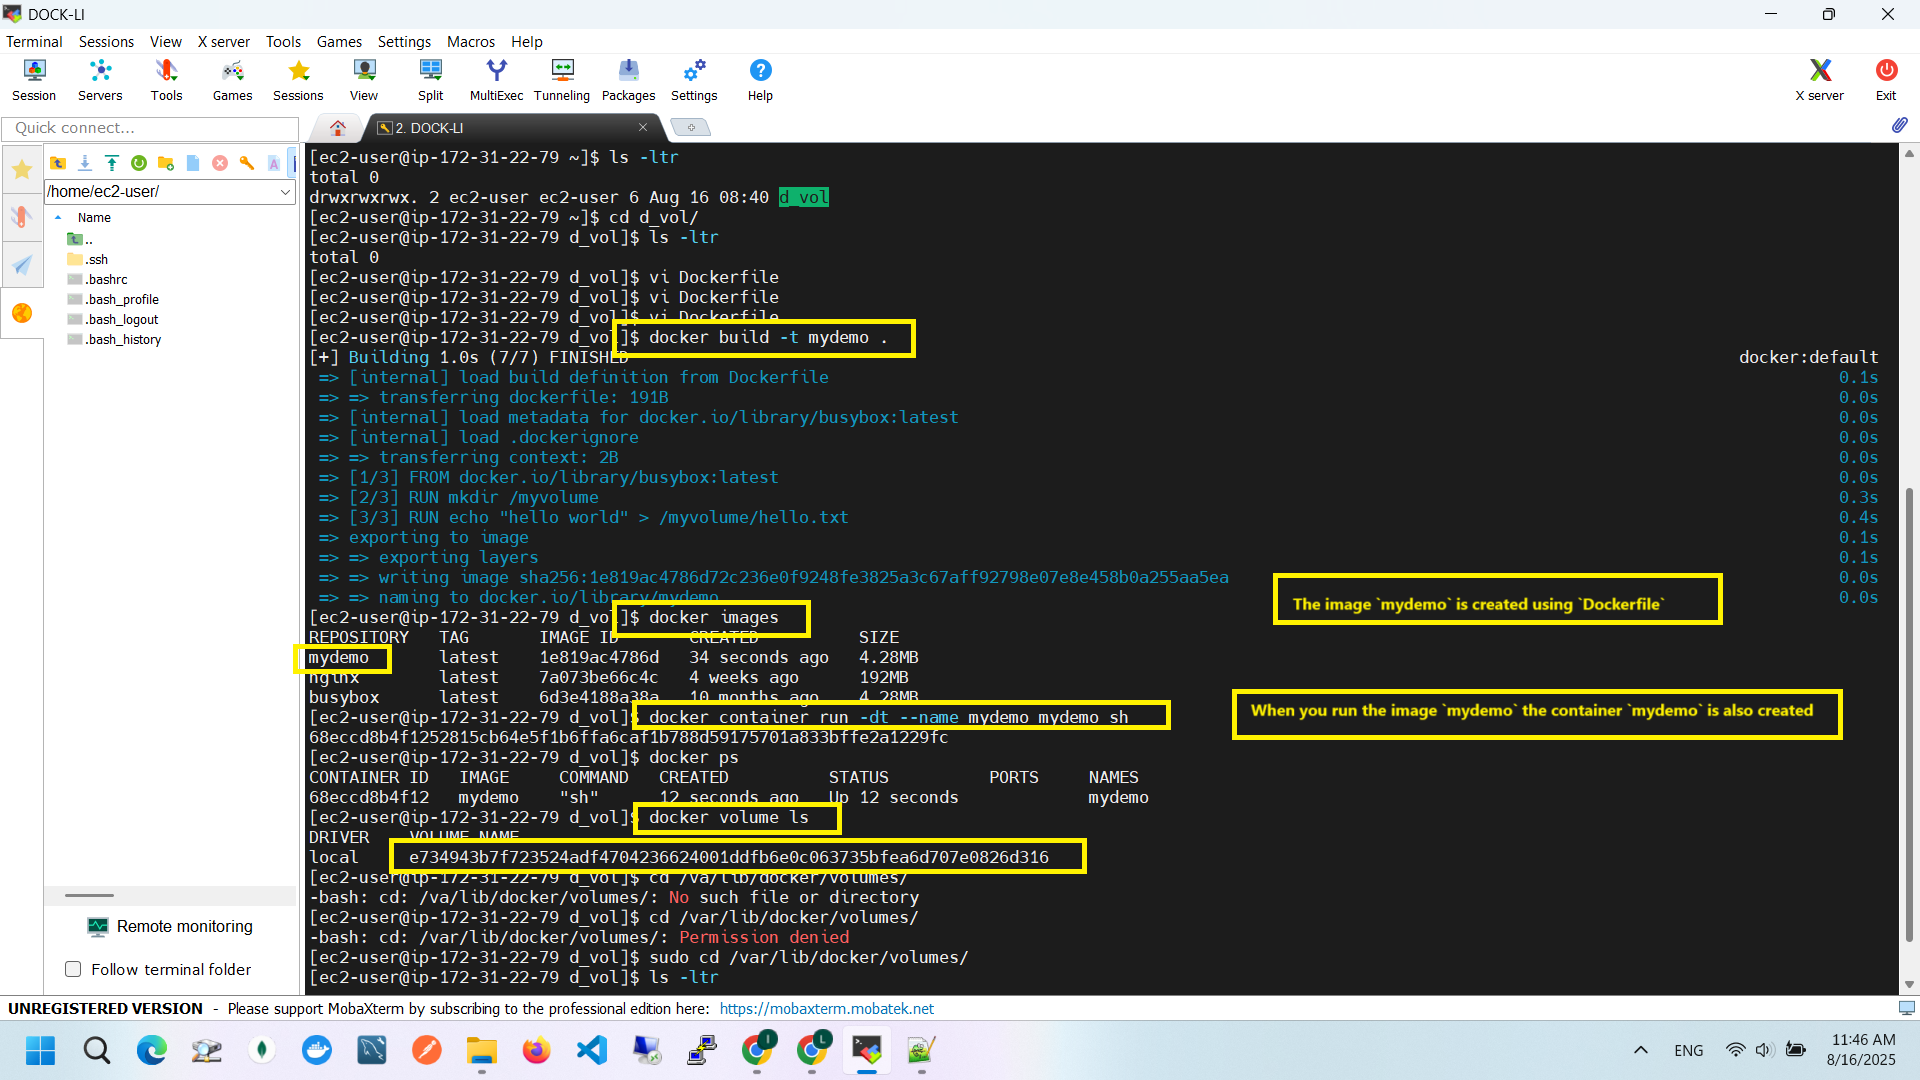 DOCK-LI
Terminal Sessions View X server Tools Games Settings Macros Help
Session Servers Tools Games Sessions View Split MultiExec Tunneling Packages Settings Help X server Exit
Quick connect...
2. DOCK-LI
/home/ec2-user/
Name
..
.ssh
.bashrc
.bash_profile
.bash_logout
.bash_history
Remote monitoring
Follow terminal folder
[ec2-user@ip-172-31-22-79 ~]$ ls -ltr
total 0
drwxrwxrwx. 2 ec2-user ec2-user 6 Aug 16 08:40 d_vol
[ec2-user@ip-172-31-22-79 ~]$ cd d_vol/
[ec2-user@ip-172-31-22-79 d_vol]$ ls -ltr
total 0
[ec2-user@ip-172-31-22-79 d_vol]$ vi Dockerfile
[ec2-user@ip-172-31-22-79 d_vol]$ vi Dockerfile
[ec2-user@ip-172-31-22-79 d_vol]$ vi Dockerfile
[ec2-user@ip-172-31-22-79 d_vol]$ docker build -t mydemo .
[+] Building 1.0s (7/7) FINISHED docker:default
=> [internal] load build definition from Dockerfile 0.1s
=> => transferring dockerfile: 191B 0.0s
=> [internal] load metadata for docker.io/library/busybox:latest 0.0s
=> [internal] load .dockerignore 0.0s
=> => transferring context: 2B 0.0s
=> [1/3] FROM docker.io/library/busybox:latest 0.0s
=> [2/3] RUN mkdir /myvolume 0.3s
=> [3/3] RUN echo "hello world" > /myvolume/hello.txt 0.4s
=> exporting to image 0.1s
=> => exporting layers 0.1s
=> => writing image sha256:1e819ac4786d72c236e0f9248fe3825a3c67aff92798e07e8e458b0a255aa5ea 0.0s
=> => naming to docker.io/library/mydemo 0.0s
The image `mydemo` is created using `Dockerfile`
[ec2-user@ip-172-31-22-79 d_vol]$ docker images
REPOSITORY TAG IMAGE ID CREATED SIZE
mydemo latest 1e819ac4786d 34 seconds ago 4.28MB
nginx latest 7a073be66c4c 4 weeks ago 192MB
busybox latest 6d3e4188a38a 10 months ago 4.28MB
[ec2-user@ip-172-31-22-79 d_vol]$ docker container run -dt --name mydemo mydemo sh
When you run the image `mydemo` the container `mydemo` is also created
68eccd8b4f1252815cb64e5f1b6ffa6caf1b788d59175701a833bffe2a1229fc
[ec2-user@ip-172-31-22-79 d_vol]$ docker ps
CONTAINER ID IMAGE COMMAND CREATED STATUS PORTS NAMES
68eccd8b4f12 mydemo "sh" 12 seconds ago Up 12 seconds mydemo
[ec2-user@ip-172-31-22-79 d_vol]$ docker volume ls
DRIVER VOLUME NAME
local e734943b7f723524adf4704236624001ddfb6e0c063735bfea6d707e0826d316
[ec2-user@ip-172-31-22-79 d_vol]$ cd /va/lib/docker/volumes/
-bash: cd: /va/lib/docker/volumes/: No such file or directory
[ec2-user@ip-172-31-22-79 d_vol]$ cd /var/lib/docker/volumes/
-bash: cd: /var/lib/docker/volumes/: Permission denied
[ec2-user@ip-172-31-22-79 d_vol]$ sudo cd /var/lib/docker/volumes/
[ec2-user@ip-172-31-22-79 d_vol]$ ls -ltr
UNREGISTERED VERSION - Please support MobaXterm by subscribing to the professional edition here: https://mobaxterm.mobatek.net
ENG
11:46 AM
8/16/2025